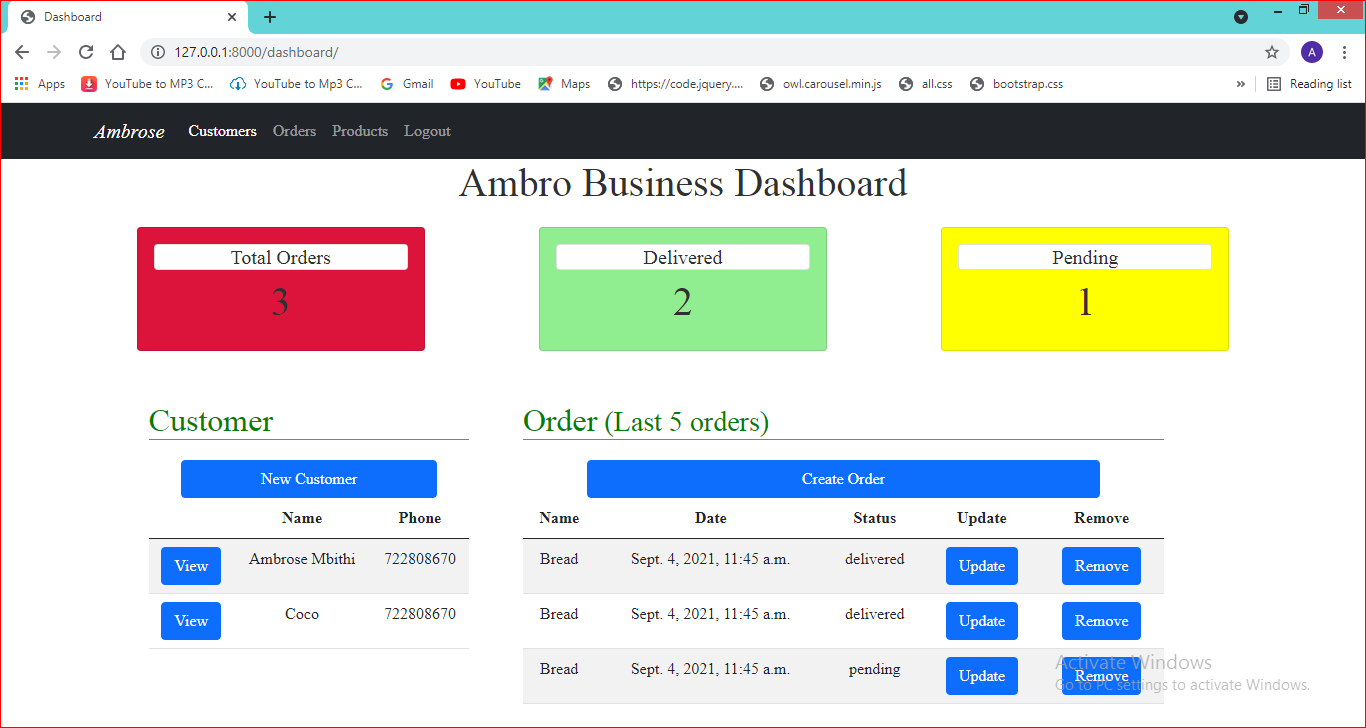 Dashboard
127.0.0.1:8000/dashboard/
A
Apps YouTube to MP3 C... YouTube to Mp3 C... Gmail YouTube Maps https://code.jquery.... owl.carousel.min.js all.css bootstrap.css » Reading list
Ambrose Customers Orders Products Logout
Ambro Business Dashboard
Total Orders Delivered Pending
3 2 1
Customer Order (Last 5 orders)
New Customer Create Order
Name Phone Name Date Status Update Remove
View Ambrose Mbithi 722808670 Bread Sept. 4, 2021, 11:45 a.m. delivered Update Remove
View Coco 722808670 Bread Sept. 4, 2021, 11:45 a.m. delivered Update Remove
Bread Sept. 4, 2021, 11:45 a.m. pending Update Remove
Activate Windows
Go to PC settings to activate Windows.